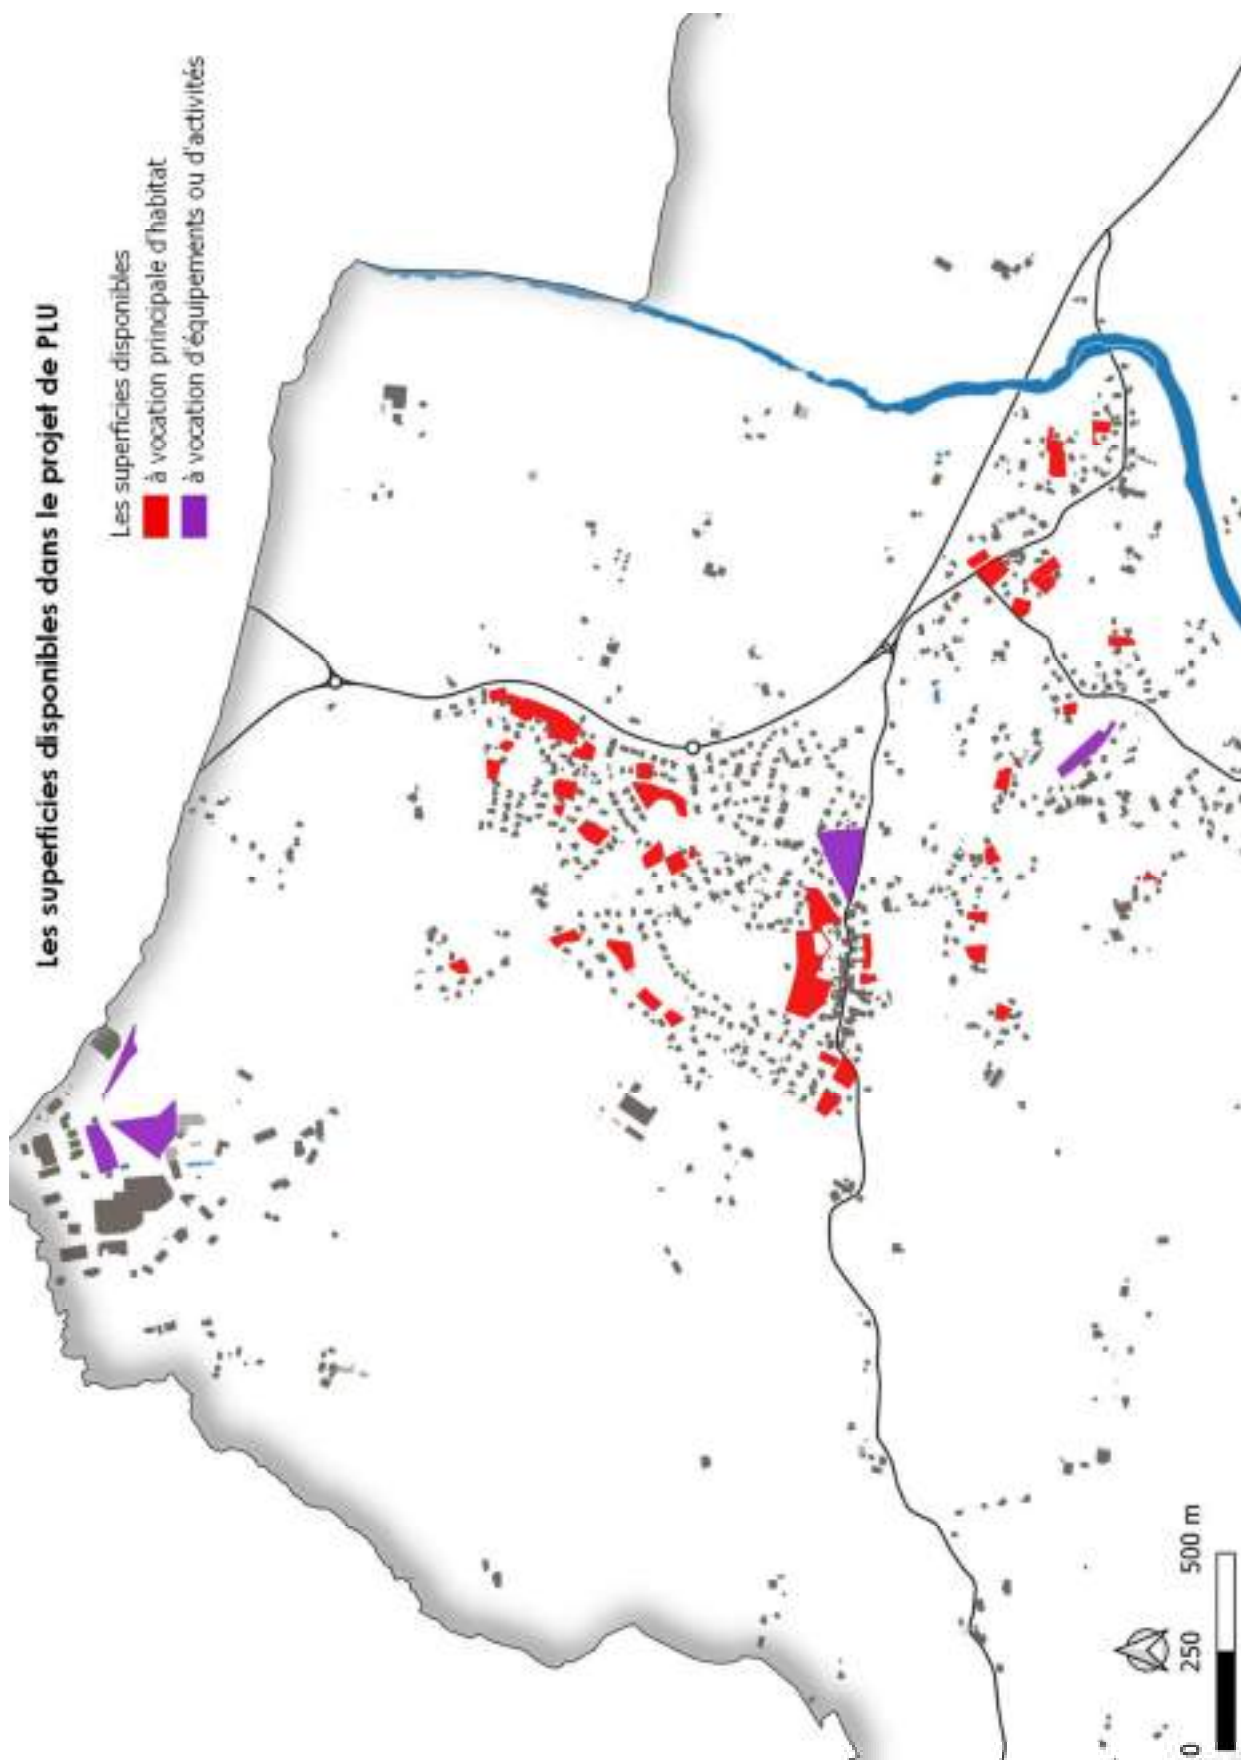 Les superficies disponibles dans le projet de PLU
Les superficies disponibles
à vocation principale d'habitat
à vocation d'équipements ou d'activités
0 250 500 m